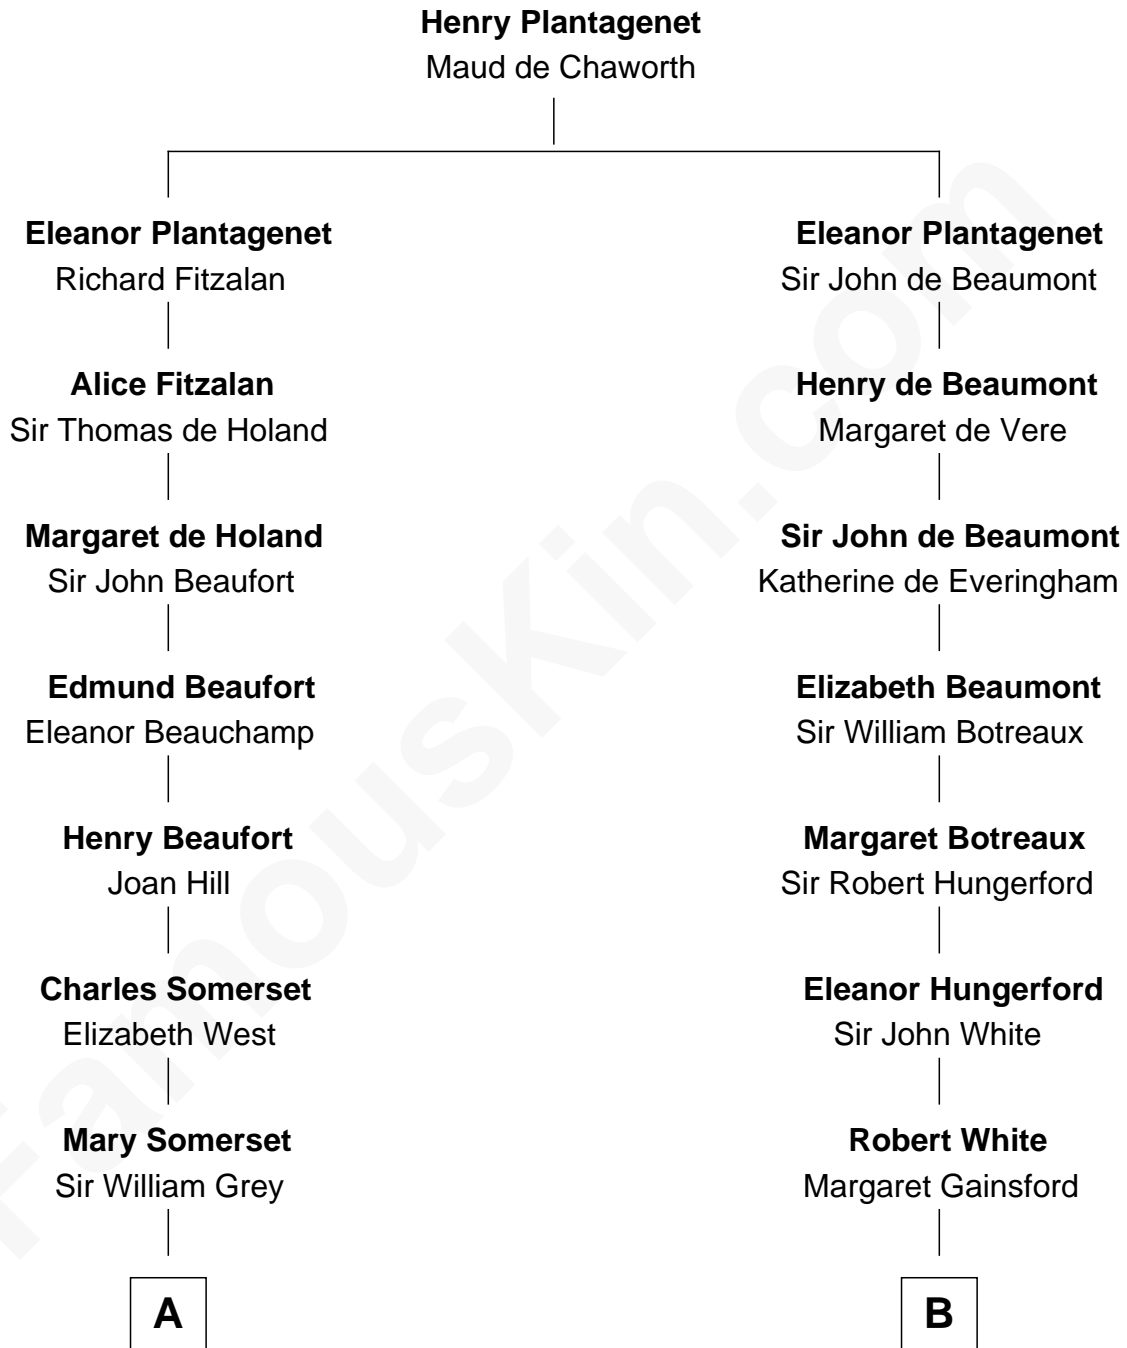 Henry Plantagenet
Maud de Chaworth
Eleanor Plantagenet
Richard Fitzalan
Alice Fitzalan
Sir Thomas de Holand
Margaret de Holand
Sir John Beaufort
Edmund Beaufort
Eleanor Beauchamp
Henry Beaufort
Joan Hill
Charles Somerset
Elizabeth West
Mary Somerset
Sir William Grey
A
Eleanor Plantagenet
Sir John de Beaumont
Henry de Beaumont
Margaret de Vere
Sir John de Beaumont
Katherine de Everingham
Elizabeth Beaumont
Sir William Botreaux
Margaret Botreaux
Sir Robert Hungerford
Eleanor Hungerford
Sir John White
Robert White
Margaret Gainsford
B
FamousKin.com